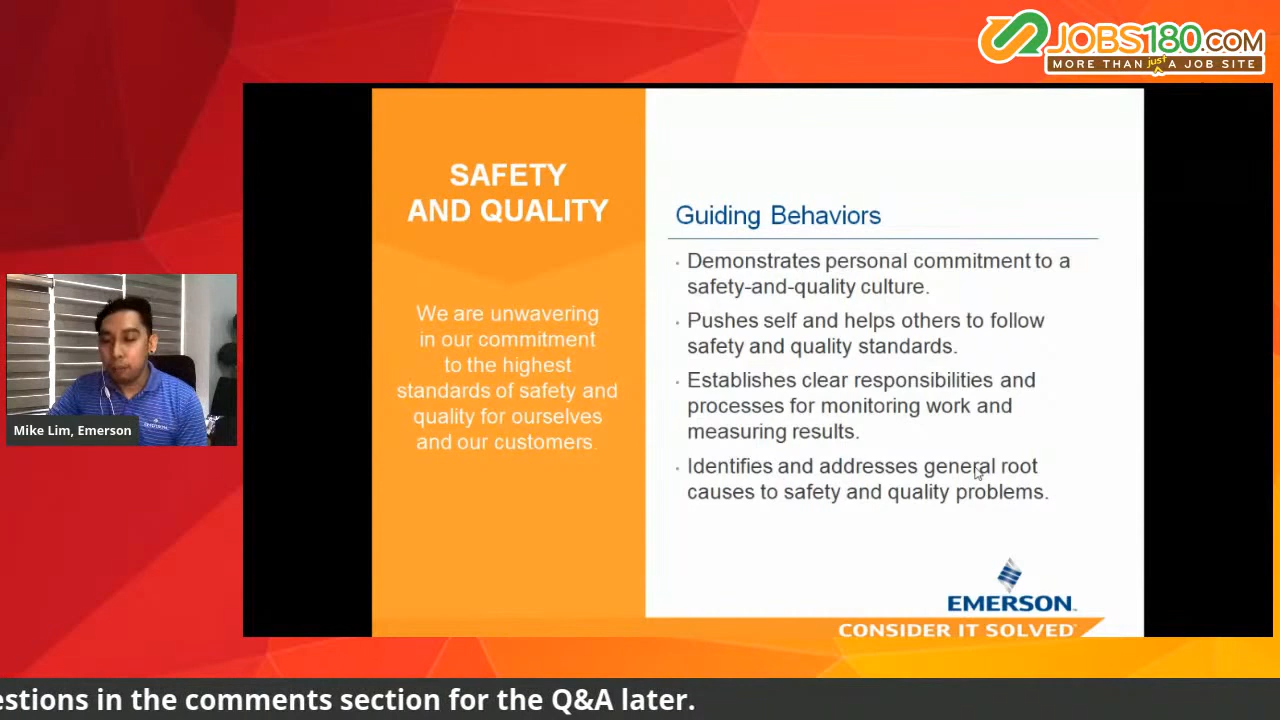 JOBS180.COM
MORE THAN just A JOB SITE
SAFETY
AND QUALITY
We are unwavering
in our commitment
to the highest
standards of safety and
quality for ourselves
and our customers.
Guiding Behaviors
Demonstrates personal commitment to a
safety-and-quality culture.
Pushes self and helps others to follow
safety and quality standards.
Establishes clear responsibilities and
processes for monitoring work and
measuring results.
Identifies and addresses general root
causes to safety and quality problems.
EMERSON
CONSIDER IT SOLVED
Mike Lim, Emerson
estions in the comments section for the Q&A later.